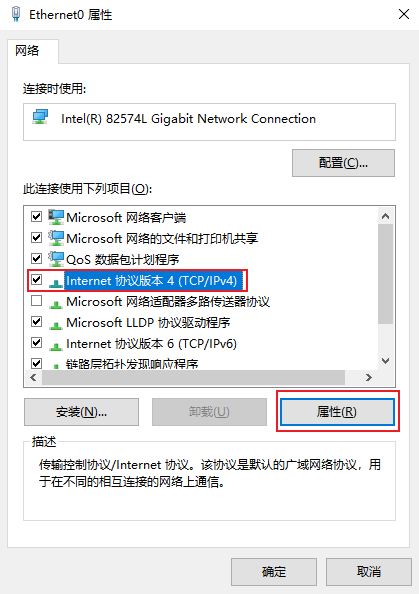 Ethernet0 属性
网络
连接时使用:
Intel(R) 82574L Gigabit Network Connection
配置(C)...
此连接使用下列项目(O):
Microsoft 网络客户端
Microsoft 网络的文件和打印机共享
QoS 数据包计划程序
Internet 协议版本 4 (TCP/IPv4)
Microsoft 网络适配器多路传送器协议
Microsoft LLDP 协议驱动程序
Internet 协议版本 6 (TCP/IPv6)
链路层拓扑发现响应程序
安装(N)...
卸载(U)
属性(R)
描述
传输控制协议/Internet 协议。该协议是默认的广域网络协议，用
于在不同的相互连接的网络上通信。
确定
取消